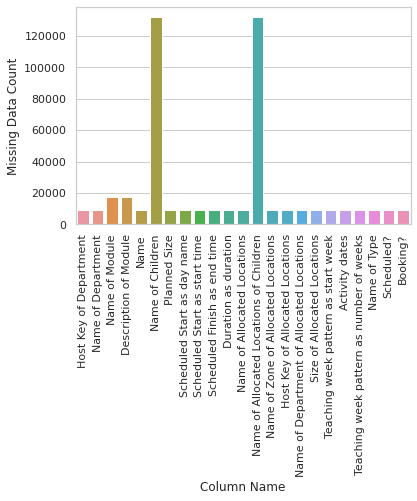 Missing Data Count
120000
100000
80000
60000
40000
20000
0
Host Key of Department
Name of Department
Name of Module
Description of Module
Name
Name of Children
Planned Size
Scheduled Start as day name
Scheduled Start as start time
Scheduled Finish as end time
Duration as duration
Name of Allocated Locations
Name of Allocated Locations of Children
Name of Zone of Allocated Locations
Host Key of Allocated Locations
Name of Department of Allocated Locations
Size of Allocated Locations
Teaching week pattern as start week
Activity dates
Teaching week pattern as number of weeks
Name of Type
Scheduled?
Booking?
Column Name